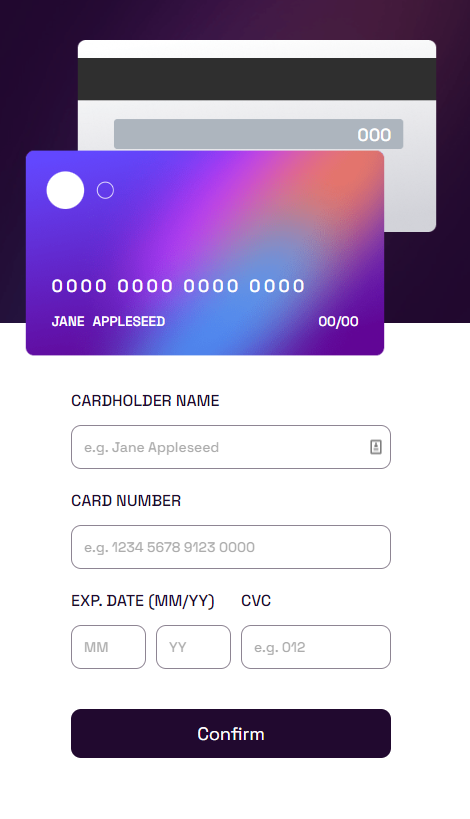 000
0000 0000 0000 0000
JANE APPLESEED 00/00
CARDHOLDER NAME
e.g. Jane Appleseed
CARD NUMBER
e.g. 1234 5678 9123 0000
EXP. DATE (MM/YY) CVC
MM YY e.g. 012
Confirm